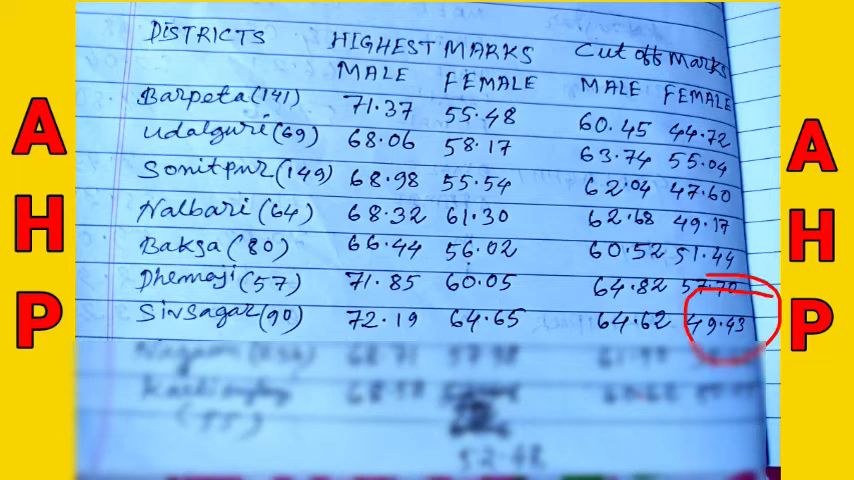 A
H
P
DISTRICTS HIGHEST MARKS Cut off Marks
MALE FEMALE MALE FEMALE
Barpeta (141) 71.37 55.48 60.45 44.72
Udalguri (69) 68.06 58.17 63.74 55.04
Sonitpur (149) 68.98 55.54 62.04 47.60
Nalbari (64) 68.32 61.30 62.68 49.17
Baksa (80) 66.44 56.02 60.52 51.44
Dhemaji (57) 71.85 60.05 64.82 57.70
Sivsagar (90) 72.19 64.65 64.62 49.43
A
H
P